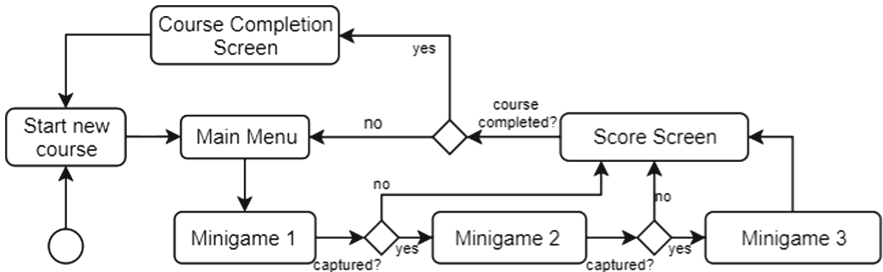 Course Completion
Screen
yes
Start new
course
Main Menu
no
course
completed?
Score Screen
no
no
Minigame 1
captured?
yes
Minigame 2
captured?
yes
Minigame 3